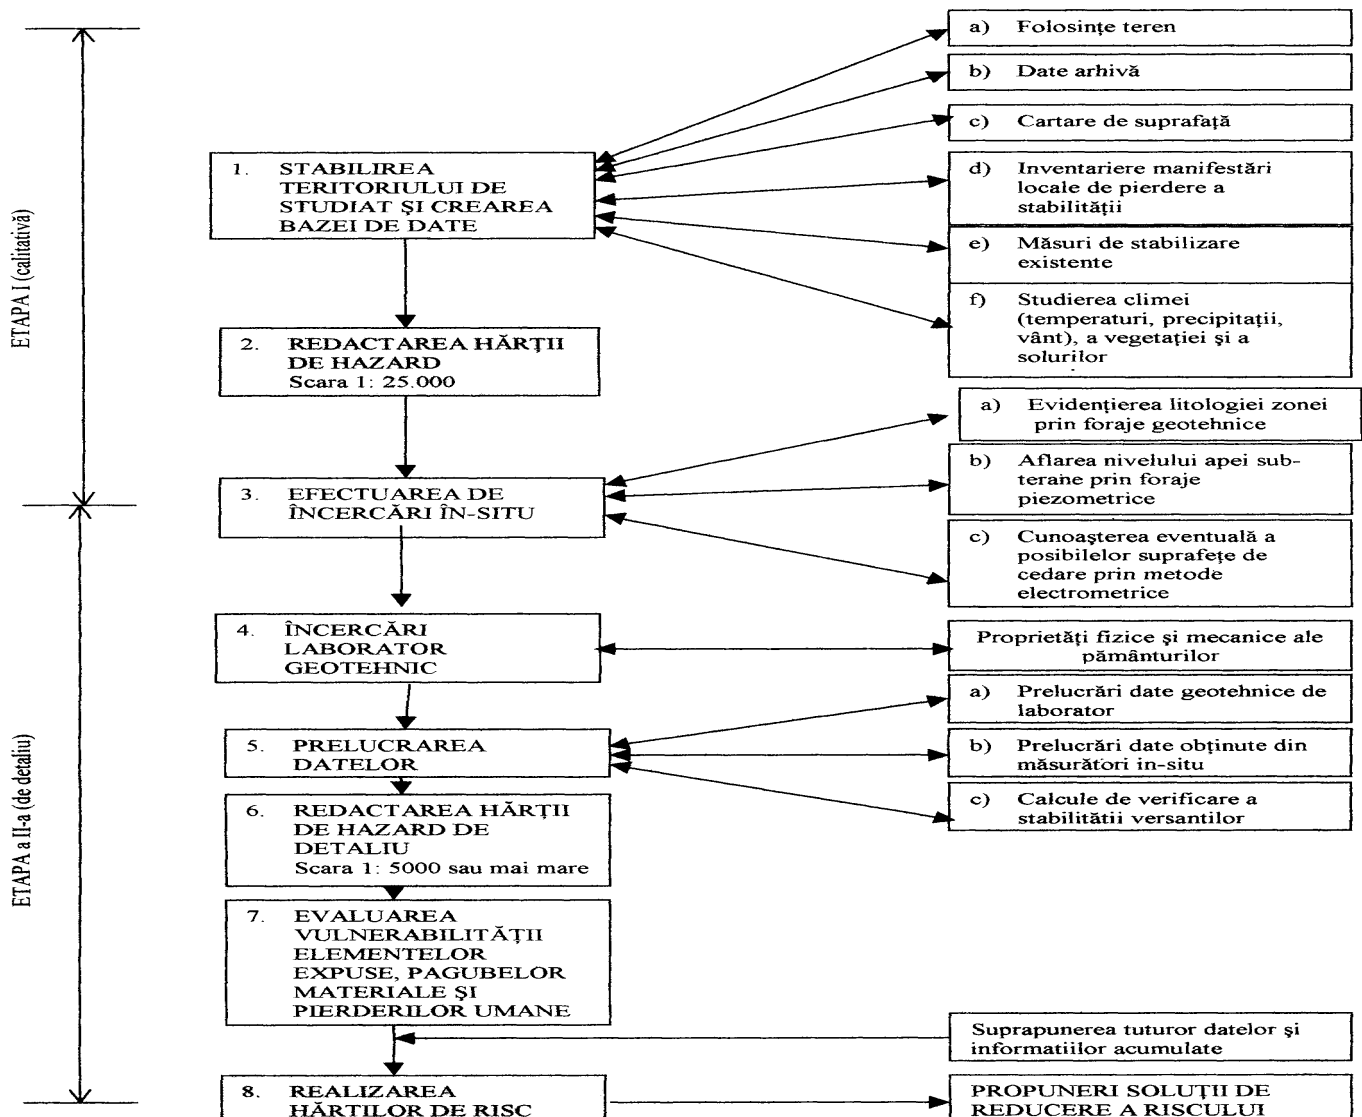 ETAPA I (calitativă)
ETAPA a II-a (de detaliu)
1. STABILIREA
TERITORIULUI DE
STUDIAT ŞI CREAREA
BAZEI DE DATE
a) Folosinţe teren
b) Date arhivă
c) Cartare de suprafaţă
d) Inventariere manifestări
locale de pierdere a
stabilităţii
e) Măsuri de stabilizare
existente
f) Studierea climei
(temperaturi, precipitaţii,
vânt), a vegetaţiei şi a
solurilor
2. REDACTAREA HĂRŢII
DE HAZARD
Scara 1: 25.000
3. EFECTUAREA DE
ÎNCERCĂRI ÎN-SITU
a) Evidenţierea litologiei zonei
prin foraje geotehnice
b) Aflarea nivelului apei sub-
terane prin foraje
piezometrice
c) Cunoaşterea eventuală a
posibilelor suprafeţe de
cedare prin metode
electrometrice
4. ÎNCERCĂRI
LABORATOR
GEOTEHNIC
Proprietăţi fizice şi mecanice ale
pământurilor
5. PRELUCRAREA
DATELOR
a) Prelucrări date geotehnice de
laborator
b) Prelucrări date obţinute din
măsurători in-situ
c) Calcule de verificare a
stabilitătii versantilor
6. REDACTAREA HĂRŢII
DE HAZARD DE
DETALIU
Scara 1: 5000 sau mai mare
7. EVALUAREA
VULNERABILITĂŢII
ELEMENTELOR
EXPUSE, PAGUBELOR
MATERIALE ŞI
PIERDERILOR UMANE
Suprapunerea tuturor datelor şi
informatiilor acumulate
8. REALIZAREA
HĂRTILOR DE RISC
PROPUNERI SOLUŢII DE
REDUCERE A RISCULUI